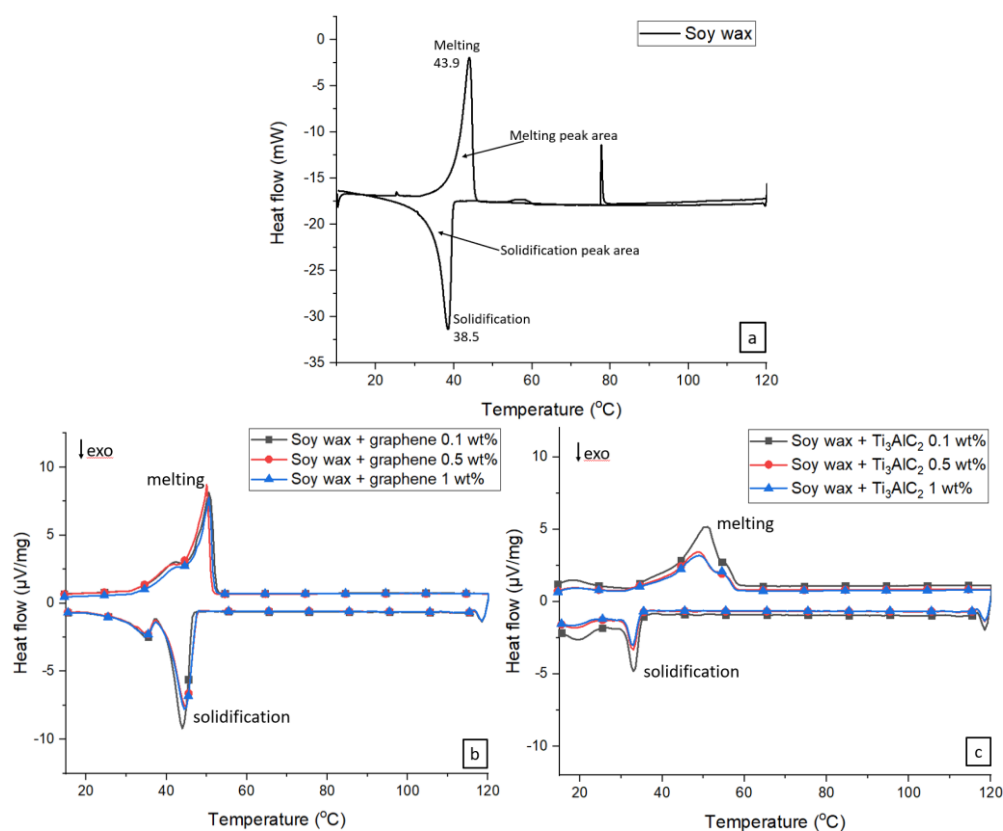 Soy wax
Melting
43.9
Melting peak area
Solidification peak area
Solidification
38.5
Heat flow (mW)
0
-5
-10
-15
-20
-25
-30
-35
20
40
60
80
100
120
Temperature (°C)
a
↓ exo
Soy wax + graphene 0.1 wt%
Soy wax + graphene 0.5 wt%
Soy wax + graphene 1 wt%
melting
solidification
Heat flow (μV/mg)
10
5
0
-5
-10
20
40
60
80
100
120
Temperature (°C)
b
↓ exo
Soy wax + Ti₃AlC₂ 0.1 wt%
Soy wax + Ti₃AlC₂ 0.5 wt%
Soy wax + Ti₃AlC₂ 1 wt%
melting
solidification
Heat flow (μV/mg)
10
5
0
-5
-10
20
40
60
80
100
120
Temperature (°C)
c